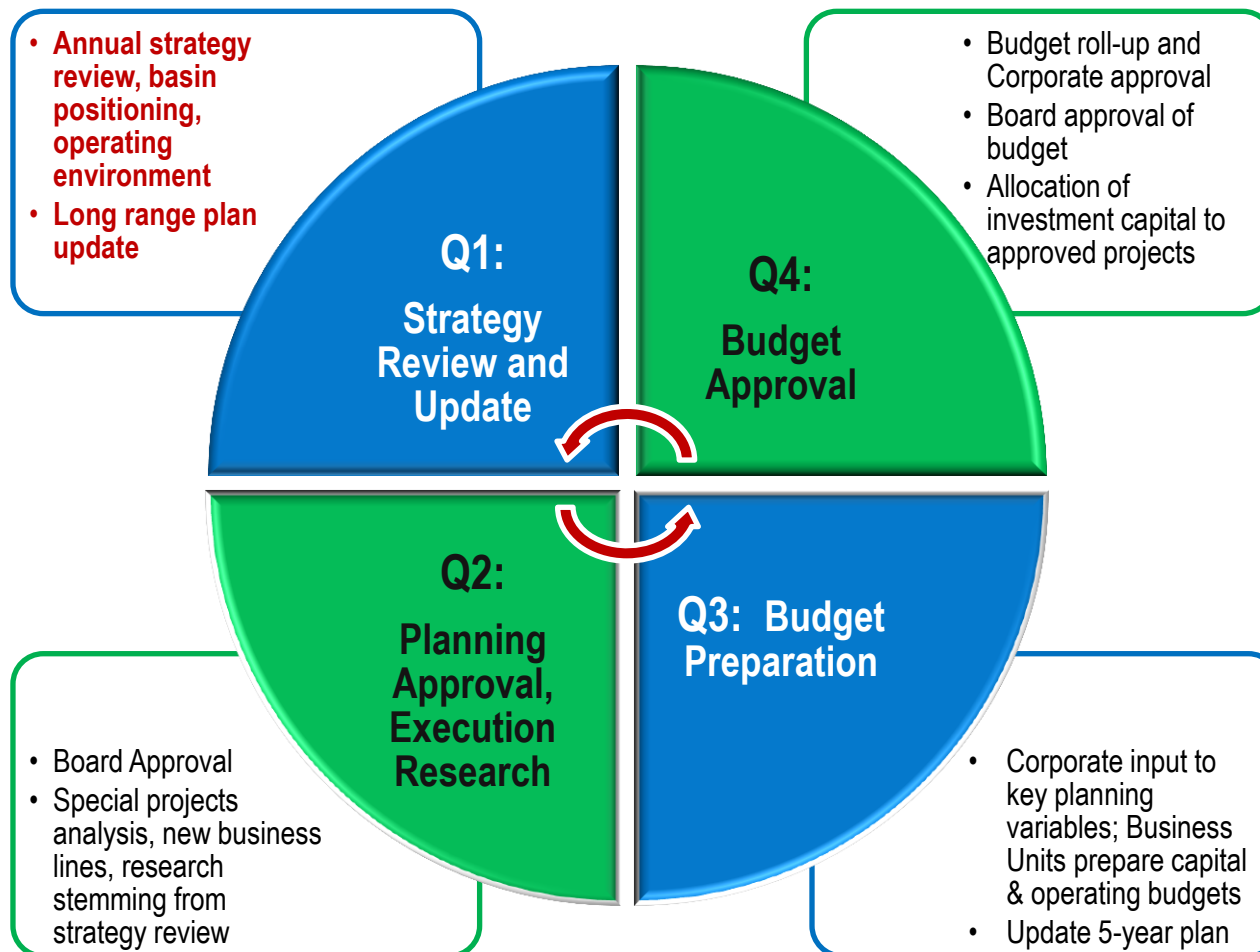 • Annual strategy
review, basin
positioning,
operating
environment
• Long range plan
update
• Budget roll-up and
Corporate approval
• Board approval of
budget
• Allocation of
investment capital to
approved projects
Q1:
Strategy
Review and
Update
Q4:
Budget
Approval
Q2:
Planning
Approval,
Execution
Research
Q3: Budget
Preparation
• Board Approval
• Special projects
analysis, new business
lines, research
stemming from
strategy review
• Corporate input to
key planning
variables; Business
Units prepare capital
& operating budgets
• Update 5-year plan